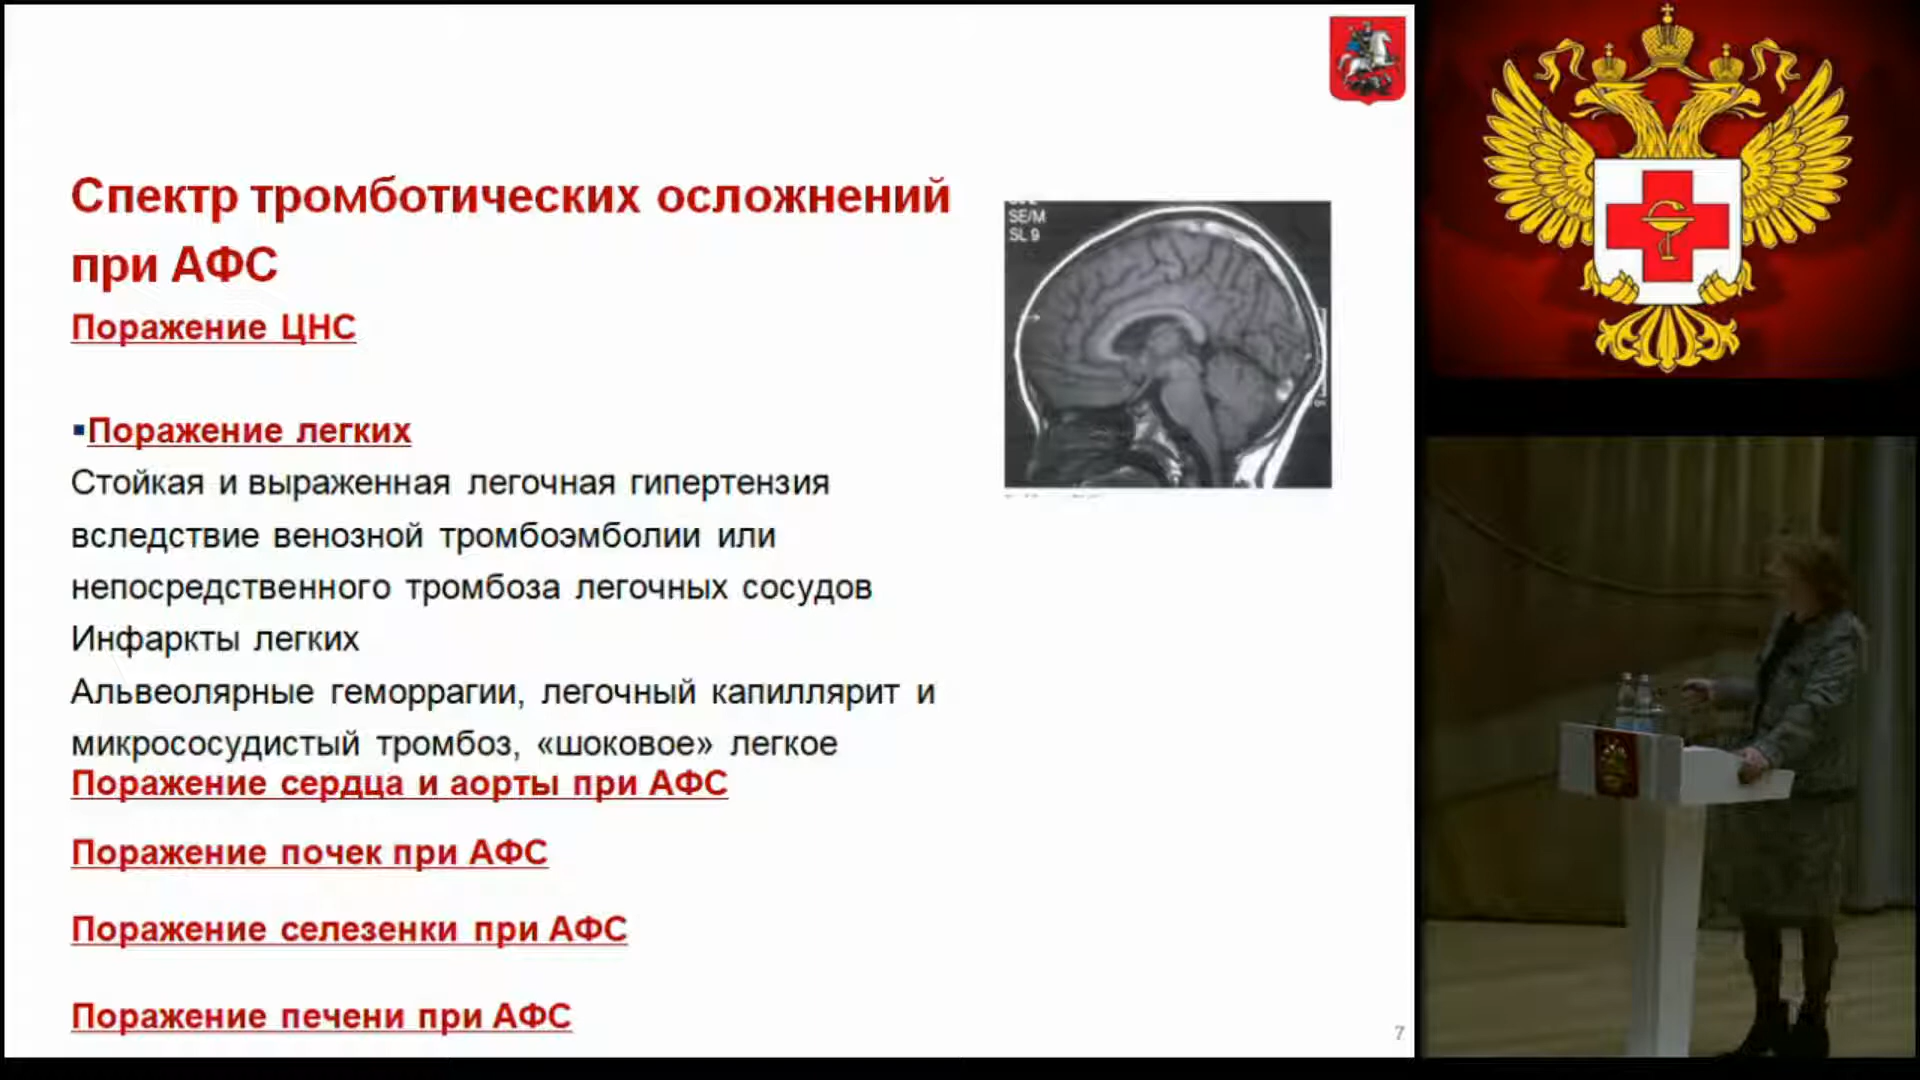 Спектр тромботических осложнений
при АФС
Поражение ЦНС
SE/M
SL 9
▪Поражение легких
Стойкая и выраженная легочная гипертензия
вследствие венозной тромбоэмболии или
непосредственного тромбоза легочных сосудов
Инфаркты легких
Альвеолярные геморрагии, легочный капиллярит и
микрососудистый тромбоз, «шоковое» легкое
Поражение сердца и аорты при АФС
Поражение почек при АФС
Поражение селезенки при АФС
Поражение печени при АФС
7